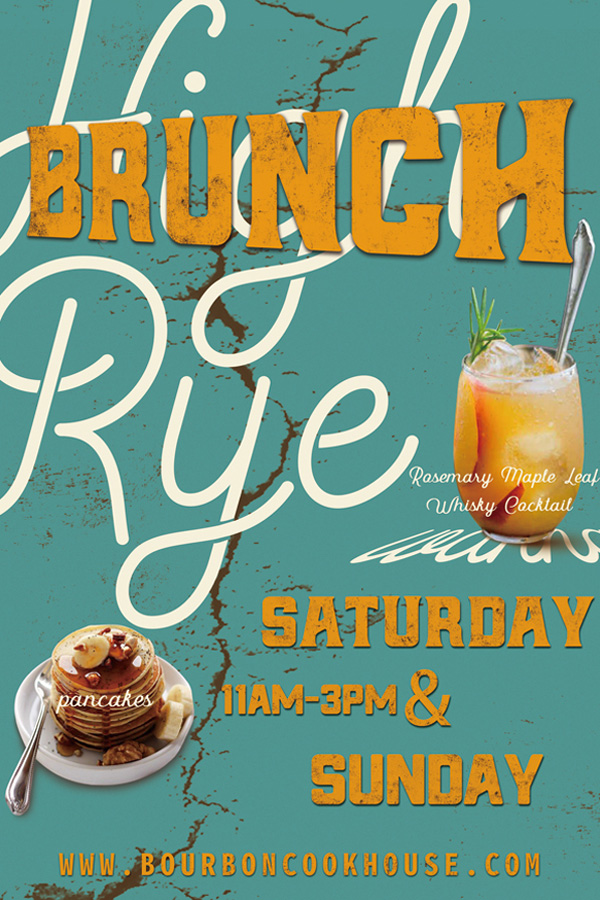 High
BRUNCH
Rye
Rosemary Maple Leaf
Whisky Cocktail
SATURDAY
pancakes
11AM-3PM &
SUNDAY
WWW.BOURBONCOOKHOUSE.COM